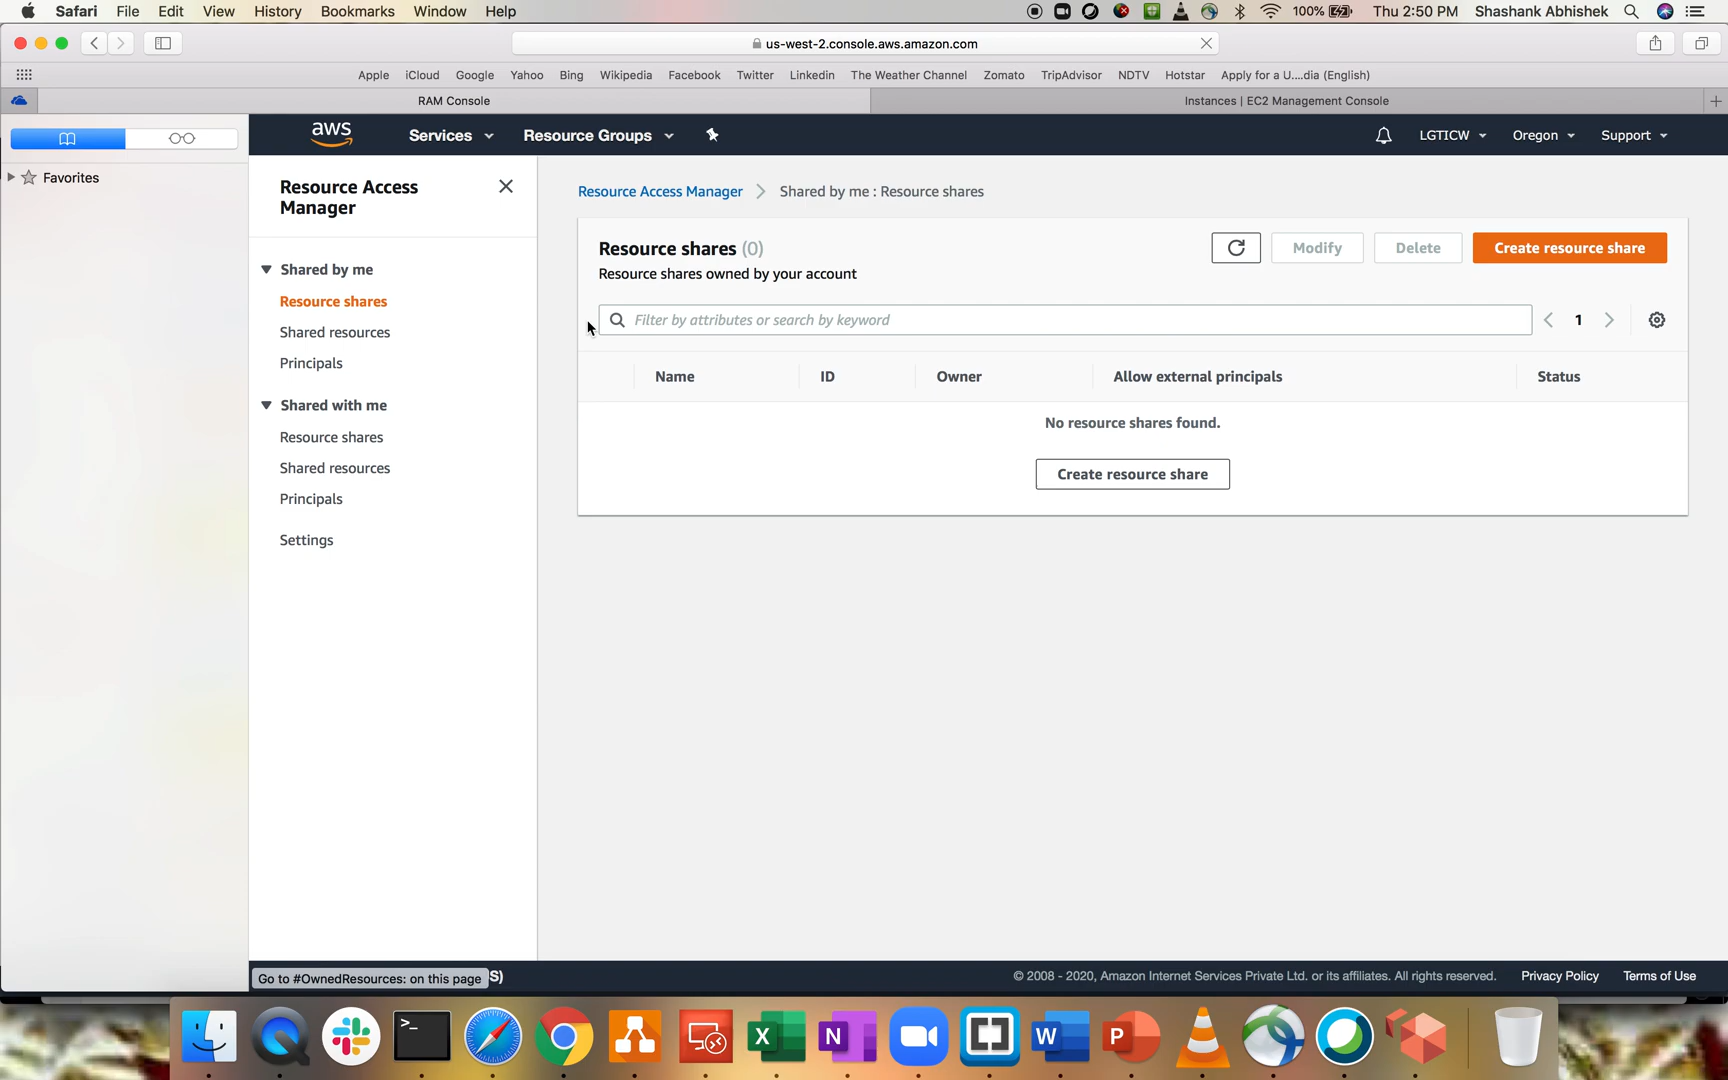 Safari File Edit View History Bookmarks Window Help 100% Thu 2:50 PM Shashank Abhishek
us-west-2.console.aws.amazon.com
Apple iCloud Google Yahoo Bing Wikipedia Facebook Twitter Linkedin The Weather Channel Zomato TripAdvisor NDTV Hotstar Apply for a U....dia (English)
RAM Console Instances | EC2 Management Console
aws Services Resource Groups LGTICW Oregon Support
Favorites
Resource Access
Manager
Shared by me
Resource shares
Shared resources
Principals
Shared with me
Resource shares
Shared resources
Principals
Settings
Resource Access Manager > Shared by me : Resource shares
Resource shares (0)
Resource shares owned by your account
Modify Delete Create resource share
Filter by attributes or search by keyword
< 1 >
Name ID Owner Allow external principals Status
No resource shares found.
Create resource share
Go to #OwnedResources: on this page S)
© 2008 - 2020, Amazon Internet Services Private Ltd. or its affiliates. All rights reserved. Privacy Policy Terms of Use
>_ X N W P